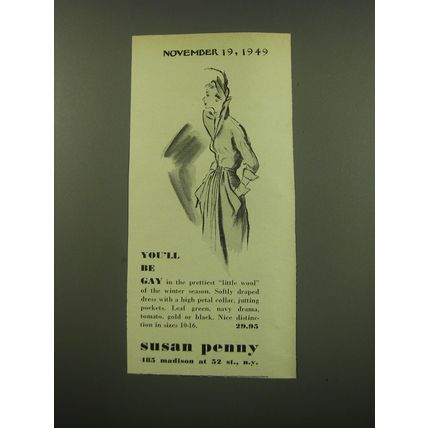 NOVEMBER 19, 1949
YOU'LL
BE
GAY in the prettiest "little wool"
of the winter season. Softly draped
dress with a high petal collar, jutting
pockets. Leaf green, navy drama,
tomato, gold or black. Nice distinc-
tion in sizes 10-16. 29.95
susan penny
485 madison at 52 st., n.y.